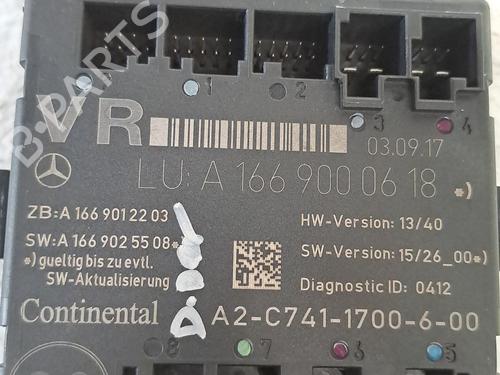 B-PARTS
1
2
3
4
VR
03.09.17
LU: A 166 900 06 18 *)
ZB: A 166 901 22 03
HW-Version: 13/40
SW: A 166 902 55 08*)
SW-Version: 15/26_00*)
*) gueltig bis zu evtl.
SW-Aktualisierung
Diagnostic ID: 0412
Continental
A2-C741-1700-6-00
8
7
6
5